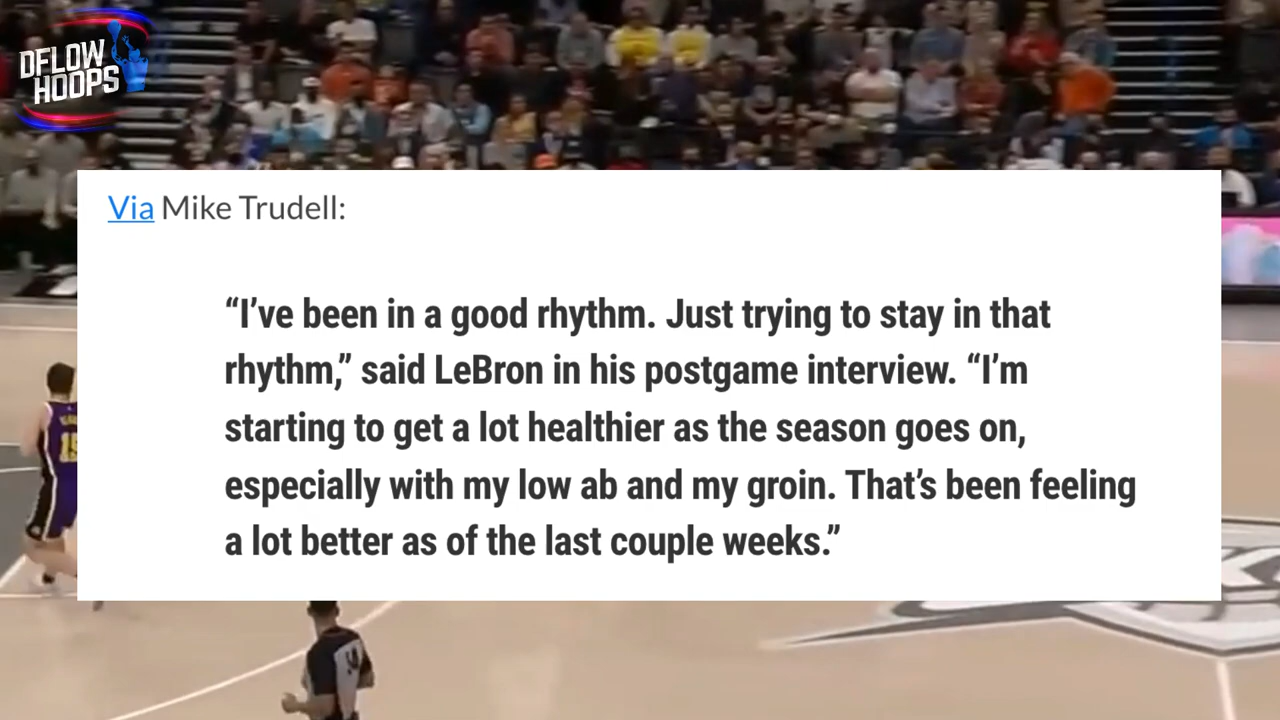 DFLOW
HOOPS
Via Mike Trudell:
“I’ve been in a good rhythm. Just trying to stay in that
rhythm,” said LeBron in his postgame interview. “I’m
starting to get a lot healthier as the season goes on,
especially with my low ab and my groin. That’s been feeling
a lot better as of the last couple weeks.”
15